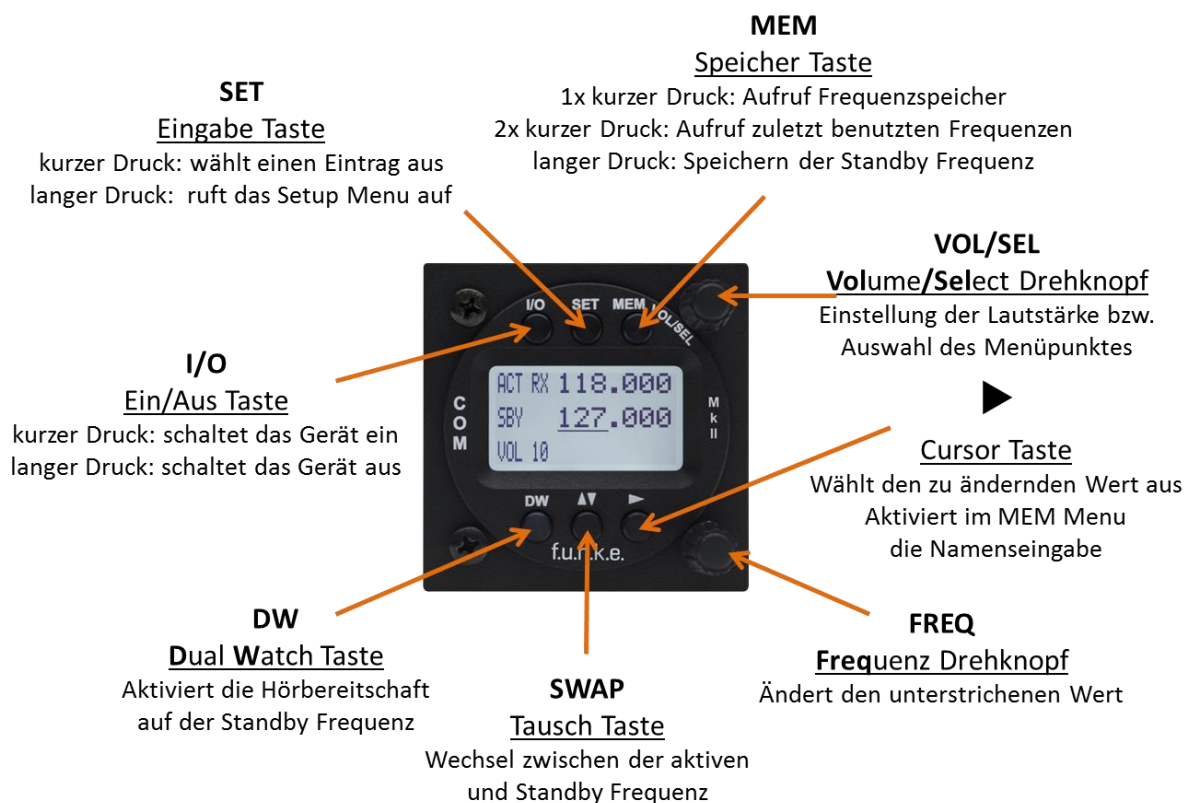 MEM
Speicher Taste
1x kurzer Druck: Aufruf Frequenzspeicher
2x kurzer Druck: Aufruf zuletzt benutzten Frequenzen
langer Druck: Speichern der Standby Frequenz
SET
Eingabe Taste
kurzer Druck: wählt einen Eintrag aus
langer Druck: ruft das Setup Menu auf
VOL/SEL
Volume/Select Drehknopf
Einstellung der Lautstärke bzw.
Auswahl des Menüpunktes
I/O
Ein/Aus Taste
kurzer Druck: schaltet das Gerät ein
langer Druck: schaltet das Gerät aus
I/O SET MEM VOL/SEL
COM
ACT RX 118.000
SBY 127.000
VOL 10
MkII
DW ▲▼ ►
f.u.n.k.e.
►
Cursor Taste
Wählt den zu ändernden Wert aus
Aktiviert im MEM Menu
die Namenseingabe
DW
Dual Watch Taste
Aktiviert die Hörbereitschaft
auf der Standby Frequenz
SWAP
Tausch Taste
Wechsel zwischen der aktiven
und Standby Frequenz
FREQ
Frequenz Drehknopf
Ändert den unterstrichenen Wert